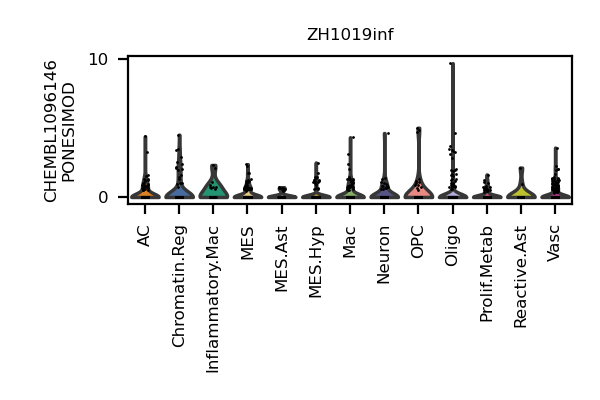 ZH1019inf
CHEMBL1096146
PONESIMOD
10
0
AC
Chromatin.Reg
Inflammatory.Mac
MES
MES.Ast
MES.Hyp
Mac
Neuron
OPC
Oligo
Prolif.Metab
Reactive.Ast
Vasc